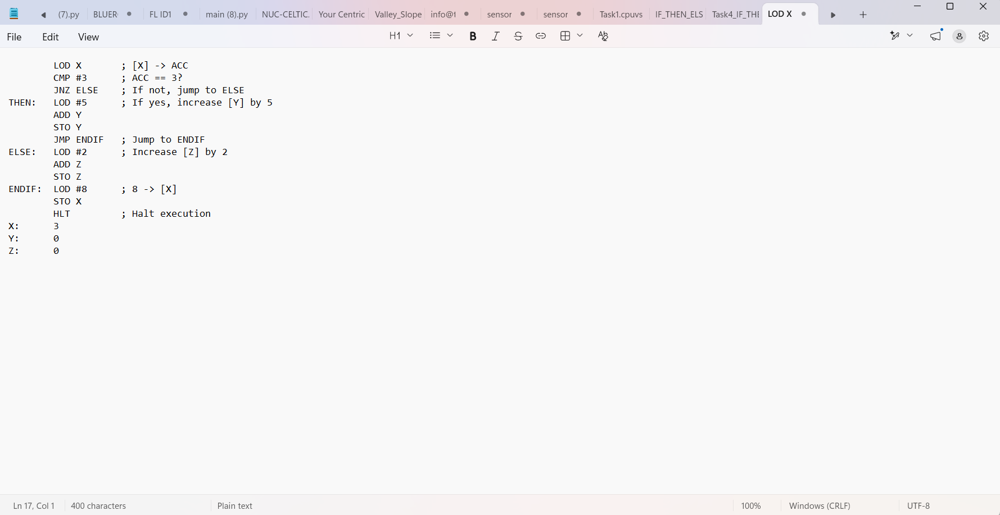 (7).py BLUER FL ID1 main (8).py NUC-CELTIC. Your Centric Valley_Slope info@t sensor sensor Task1.cpuvs IF_THEN_ELS Task4_IF_THE LOD X
File Edit View H1
LOD X ; [X] -> ACC
CMP #3 ; ACC == 3?
JNZ ELSE ; If not, jump to ELSE
THEN: LOD #5 ; If yes, increase [Y] by 5
ADD Y
STO Y
JMP ENDIF ; Jump to ENDIF
ELSE: LOD #2 ; Increase [Z] by 2
ADD Z
STO Z
ENDIF: LOD #8 ; 8 -> [X]
STO X
HLT ; Halt execution
X: 3
Y: 0
Z: 0
Ln 17, Col 1 400 characters Plain text 100% Windows (CRLF) UTF-8